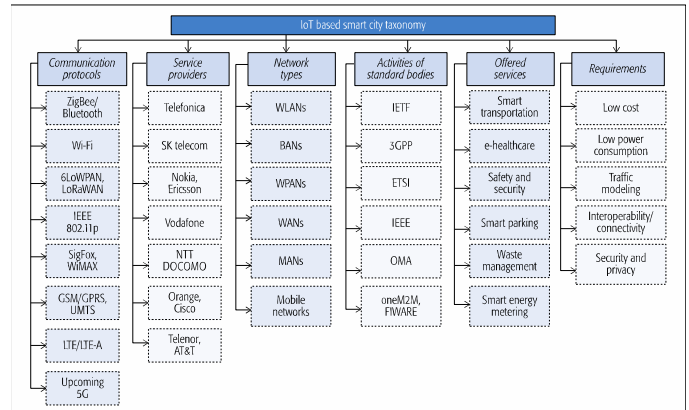 IoT based smart city taxonomy
Communication
protocols
ZigBee/
Bluetooth
Wi-Fi
6LoWPAN,
LoRaWAN
IEEE
802.11p
SigFox,
WiMAX
GSM/GPRS,
UMTS
LTE/LTE-A
Upcoming
5G
Service
providers
Telefonica
SK telecom
Nokia,
Ericsson
Vodafone
NTT
DOCOMO
Orange,
Cisco
Telenor,
AT&T
Network
types
WLANs
BANs
WPANs
WANs
MANs
Mobile
networks
Activities of
standard bodies
IETF
3GPP
ETSI
IEEE
OMA
oneM2M,
FIWARE
Offered
services
Smart
transportation
e-healthcare
Safety and
security
Smart parking
Waste
management
Smart energy
metering
Requirements
Low cost
Low power
consumption
Traffic
modeling
Interoperability/
connectivity
Security and
privacy